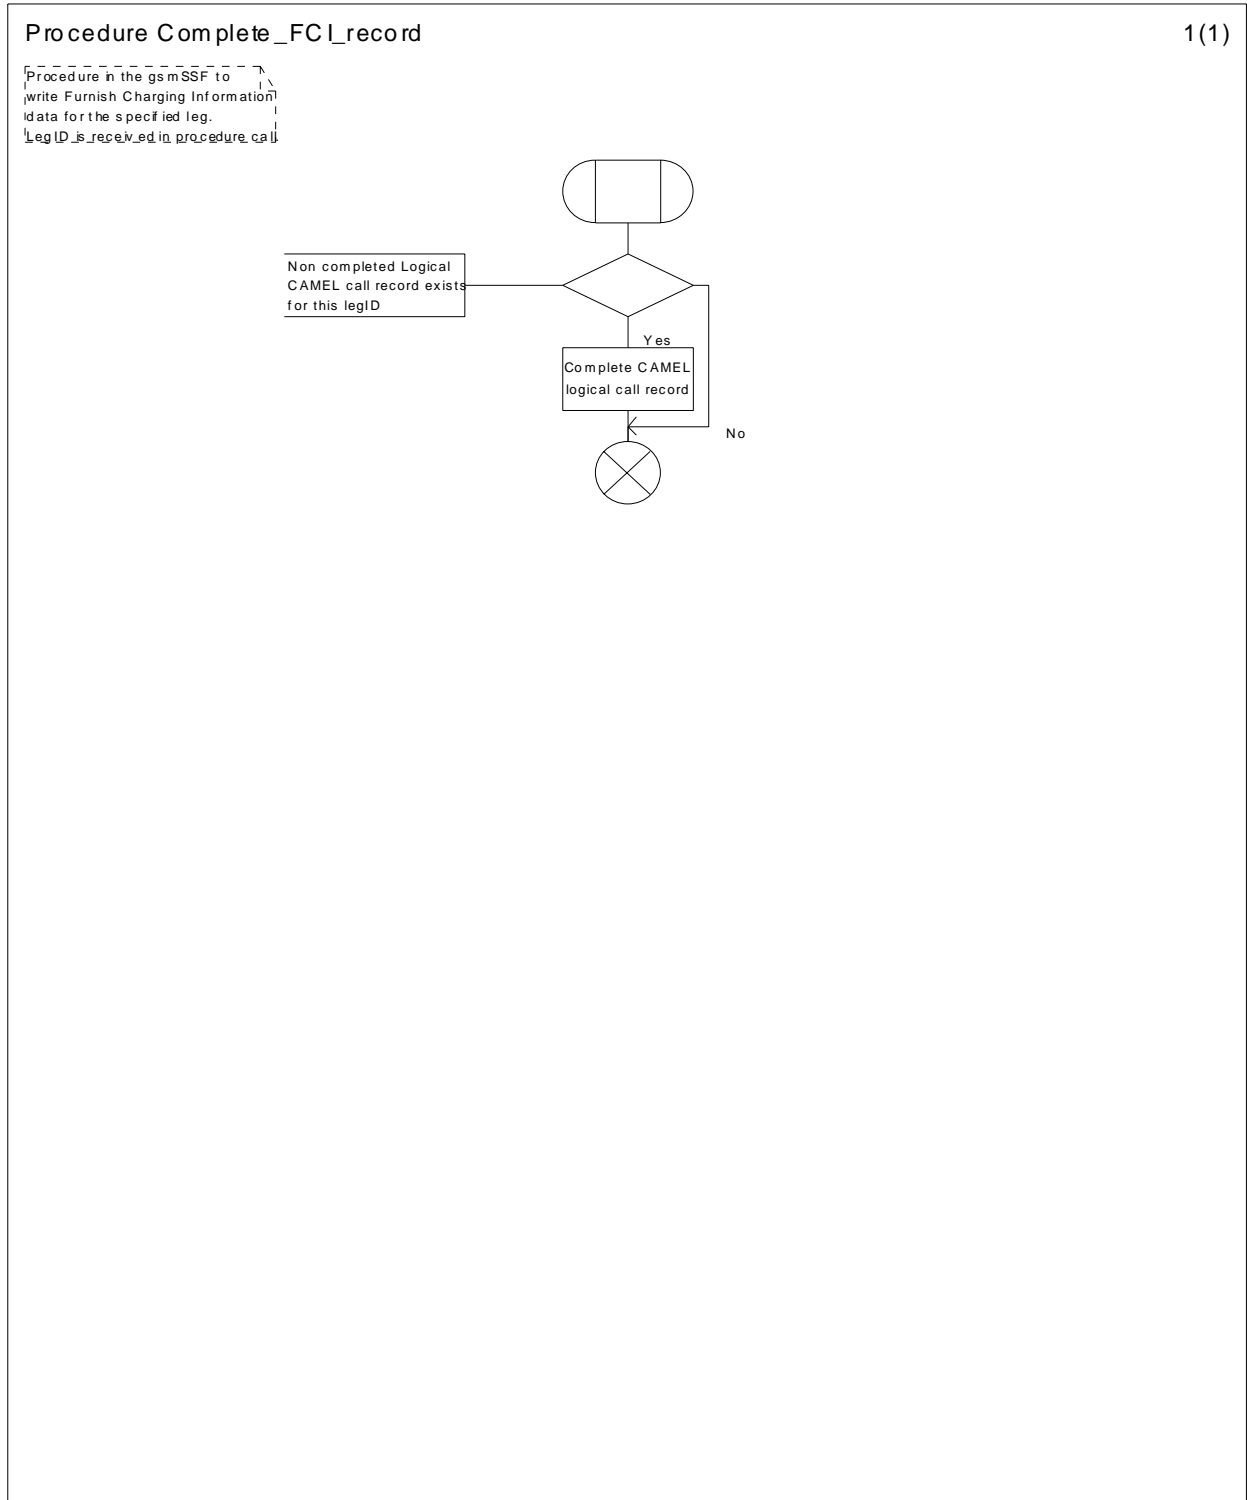 Procedure Complete_FCI_record
1(1)
Procedure in the gsmSSF to
write Furnish Charging Information
data for the specified leg.
LegID is received in procedure call.
Non completed Logical
CAMEL call record exists
for this legID
Yes
Complete CAMEL
logical call record
No